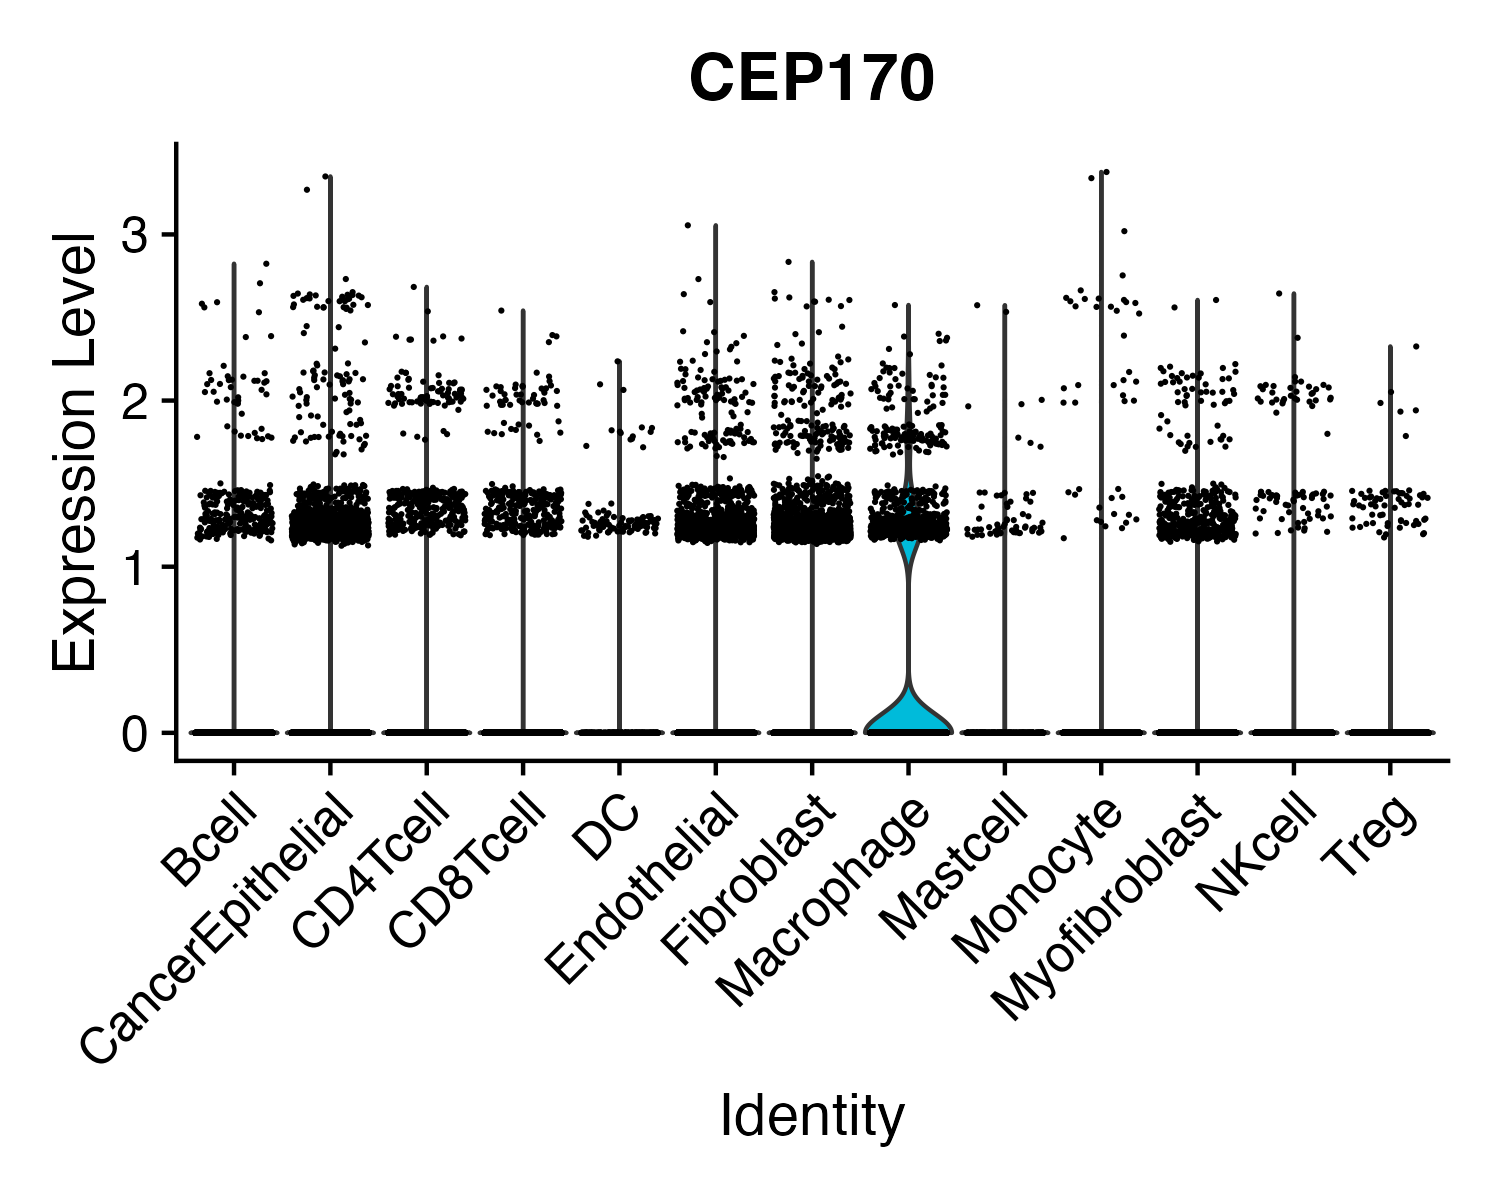 CEP170
Expression Level
3
2
1
0
Bcell
CancerEpithelial
CD4Tcell
CD8Tcell
DC
Endothelial
Fibroblast
Macrophage
Mastcell
Monocyte
Myofibroblast
NKcell
Treg
Identity